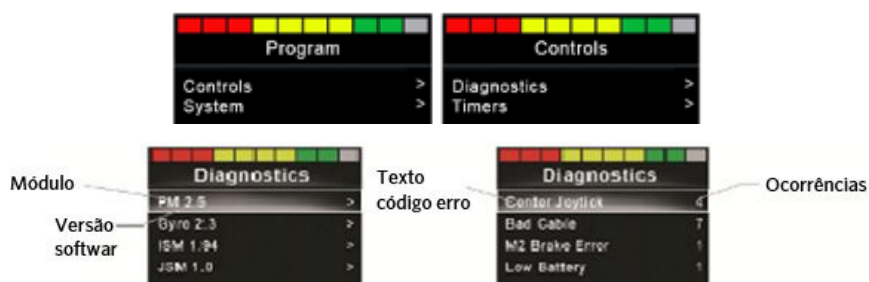 Program
Controls >
System >
Controls
Diagnostics >
Timers >
Módulo
Versão
softwar
Diagnostics
PM 2.5 >
Gyro 2.3 >
ISM 1.94 >
JSM 1.0 >
Texto
código erro
Diagnostics
Center Joytick 4
Bad Cable 7
M2 Brake Error 1
Low Battery 1
Ocorrências